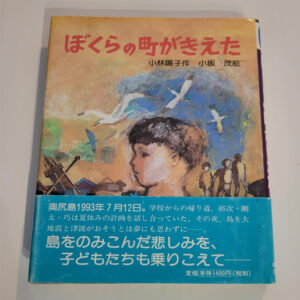 ぼくらの町がきえた
小林陽子作 小坂 茂絵
奥尻島1993年7月12日。学校からの帰り道、裕次・剛
太・巧は夏休みの計画を話し合っていた。その夜、島を大
地震と津波がおそうとは夢にも思わずに──。
島をのみこんだ悲しみを、
子どもたちも乗りこえて──
定価 本体1400円(税別)